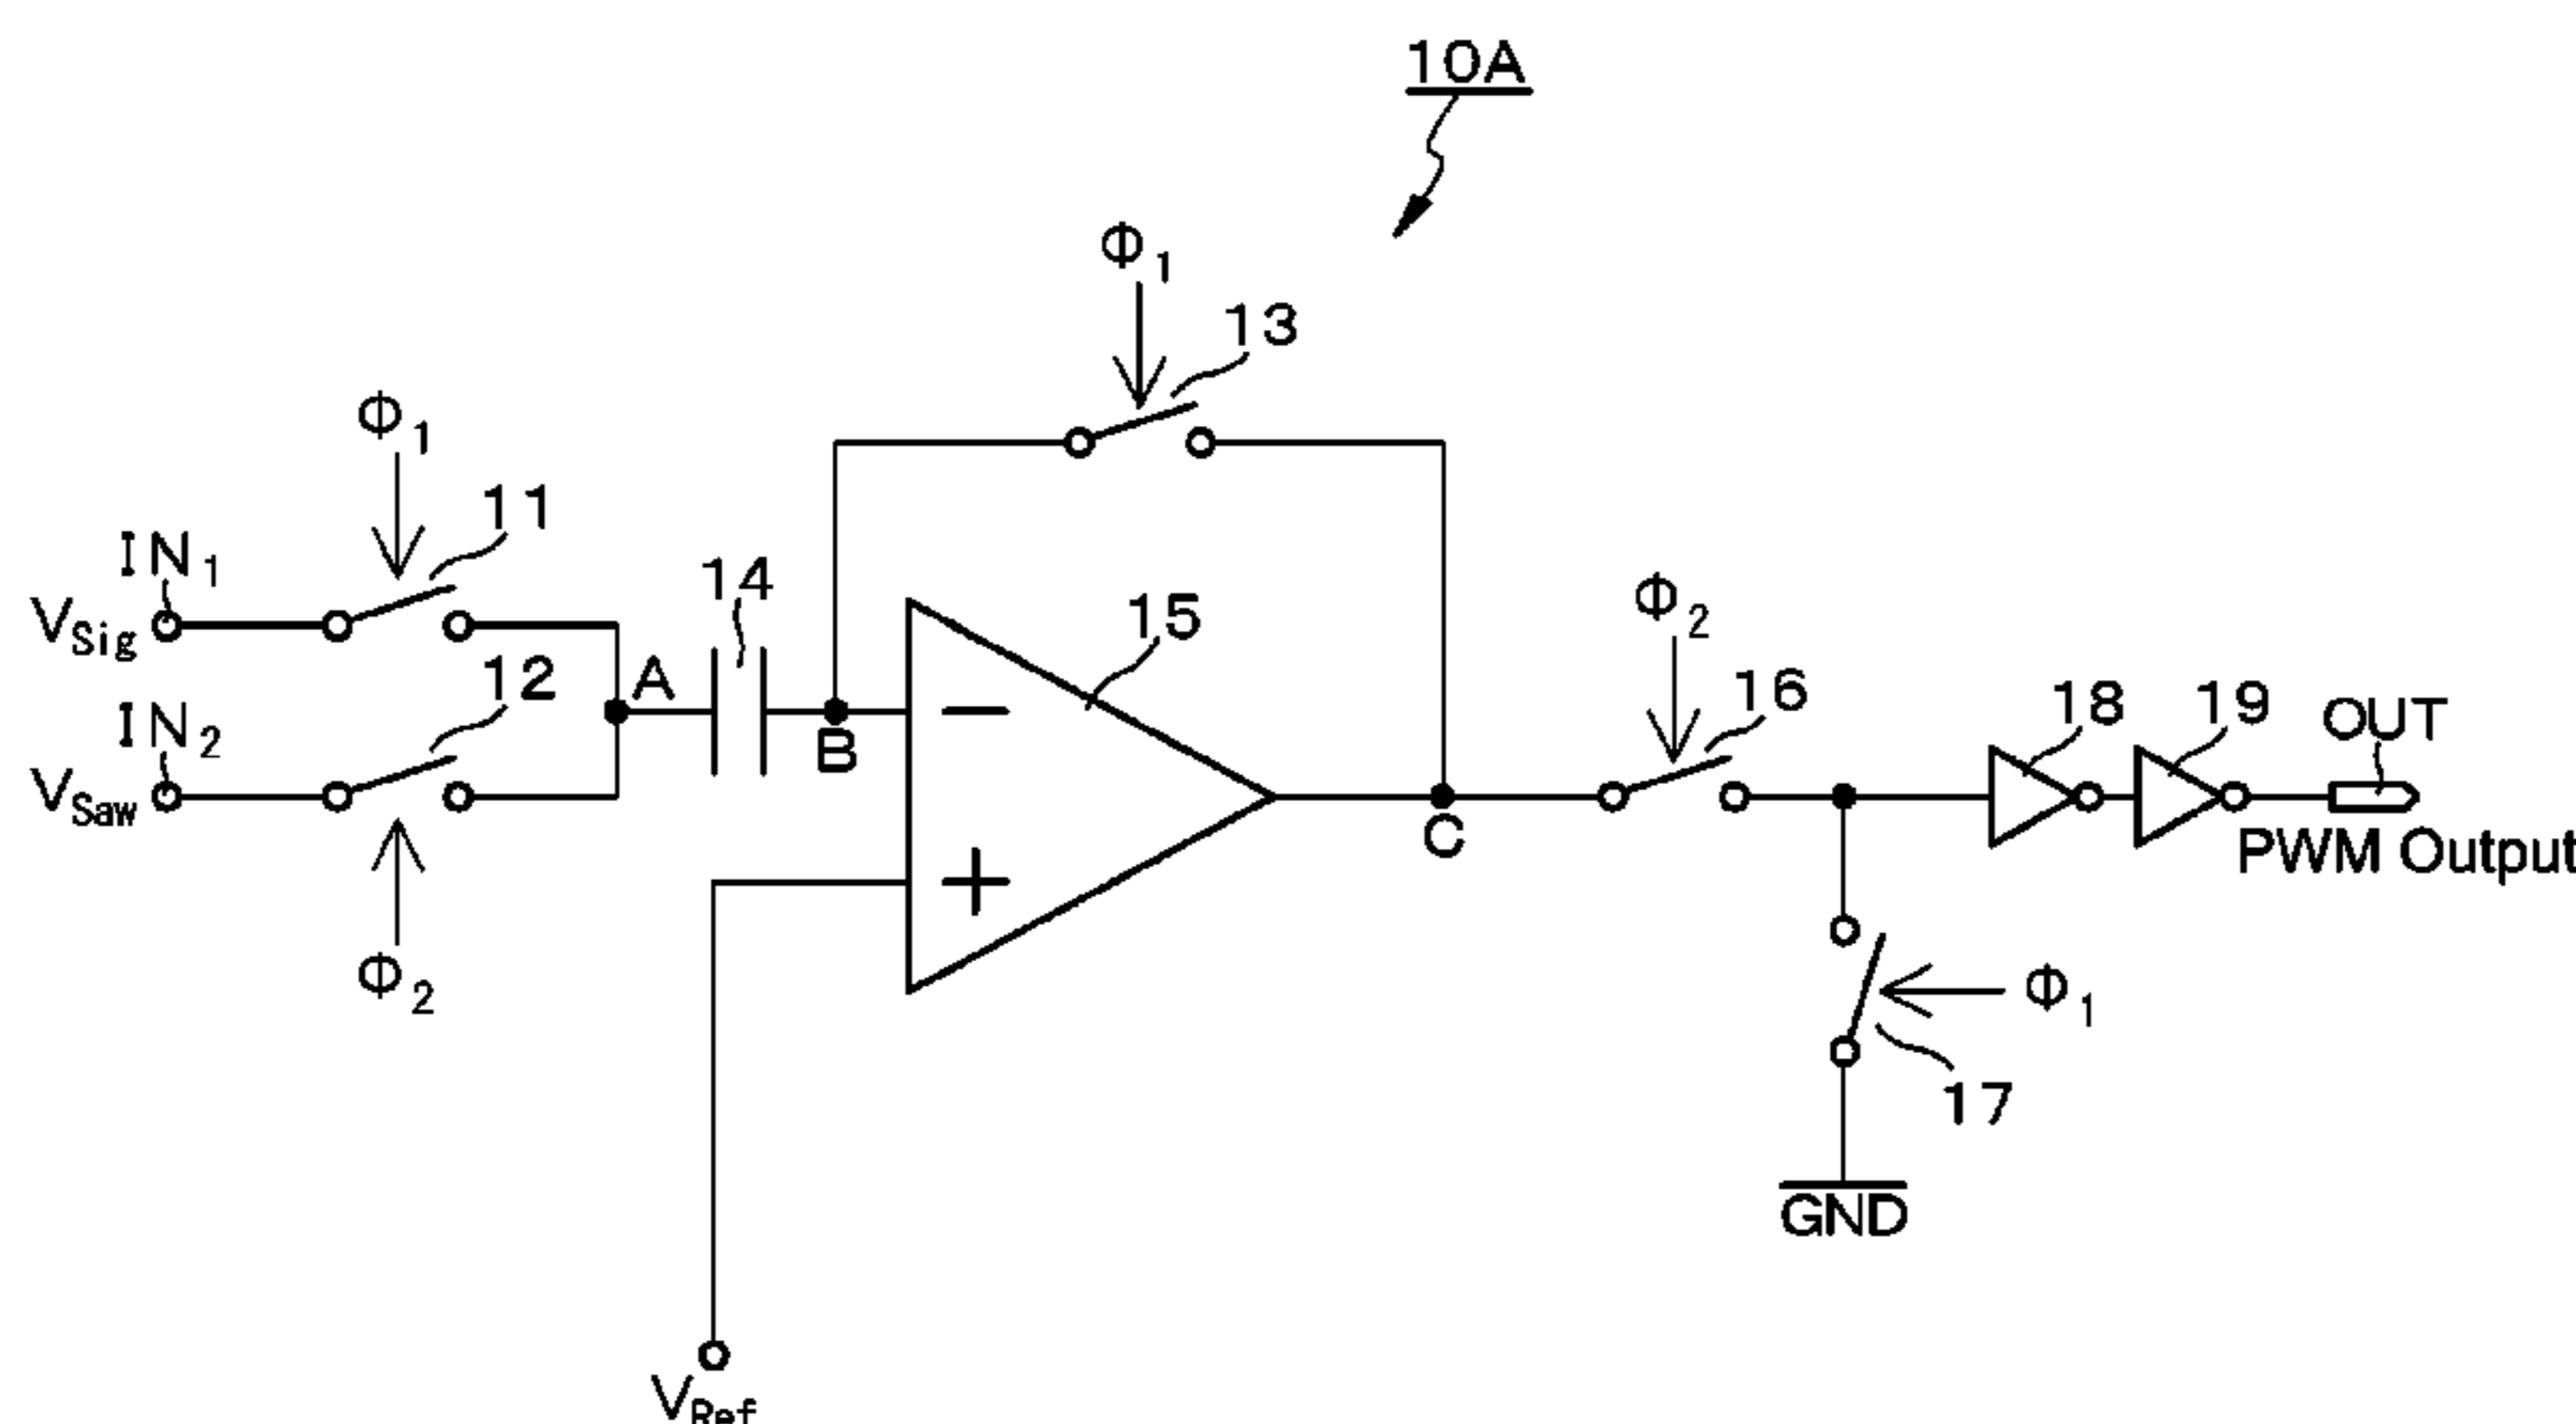 10A
Φ1
13
Φ1
11
IN1
VSig
14
15
Φ2
16
A
12
IN2
VSaw
B
C
18
19
OUT
PWM Output
Φ2
Φ1
17
GND
VRef